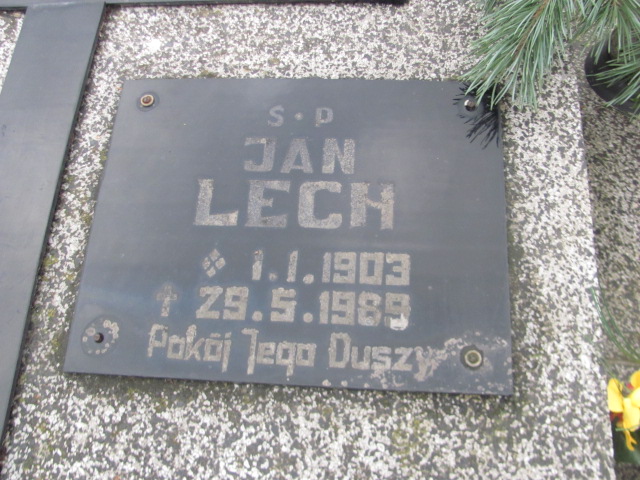 Ś.P
JAN
LECH
1.1.1903
29.5.1989
Pokój Jego Duszy